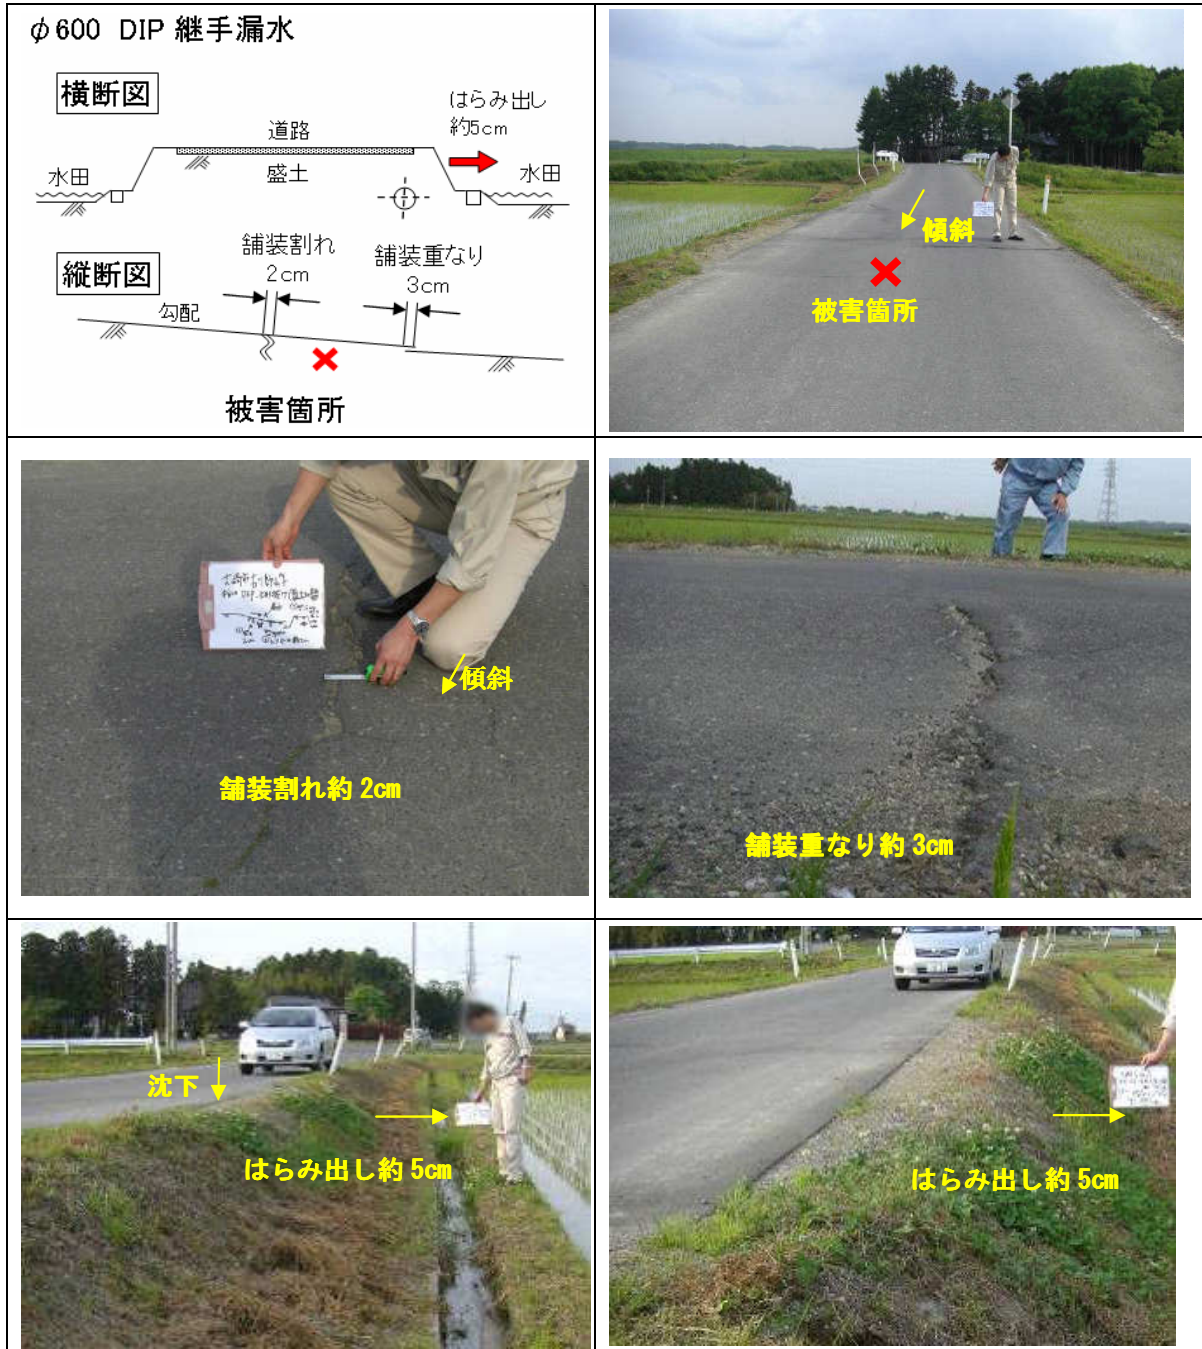 φ600 DIP 継手漏水
横断図
はらみ出し
約5cm
道路
盛土
水田
水田
縦断図
舗装割れ
2cm
舗装重なり
3cm
勾配
被害箇所
傾斜
被害箇所
傾斜
舗装割れ約 2cm
舗装重なり約 3cm
沈下
はらみ出し約 5cm
はらみ出し約 5cm